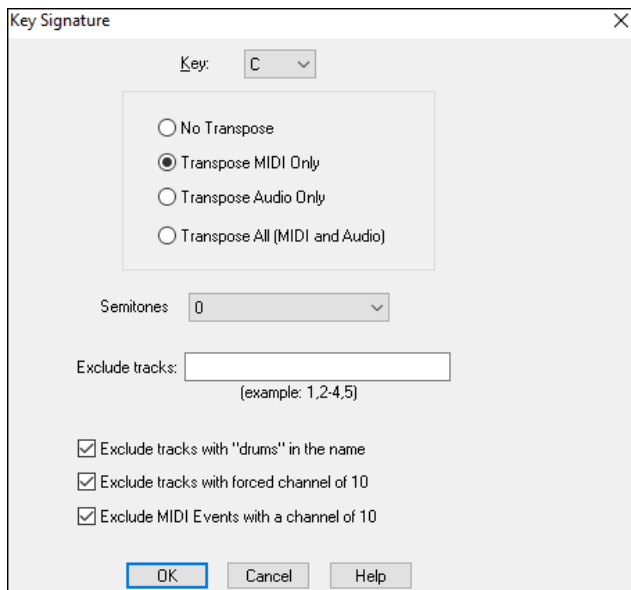 Key Signature
Key: C
No Transpose
Transpose MIDI Only
Transpose Audio Only
Transpose All (MIDI and Audio)
Semitones 0
Exclude tracks:
(example: 1,2-4,5)
Exclude tracks with "drums" in the name
Exclude tracks with forced channel of 10
Exclude MIDI Events with a channel of 10
OK Cancel Help